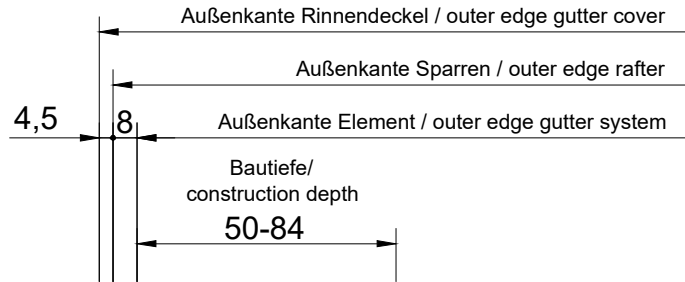 Außenkante Rinnendeckel / outer edge gutter cover
Außenkante Sparren / outer edge rafter
4,5
8
Außenkante Element / outer edge gutter system
Bautiefe/
construction depth
50-84